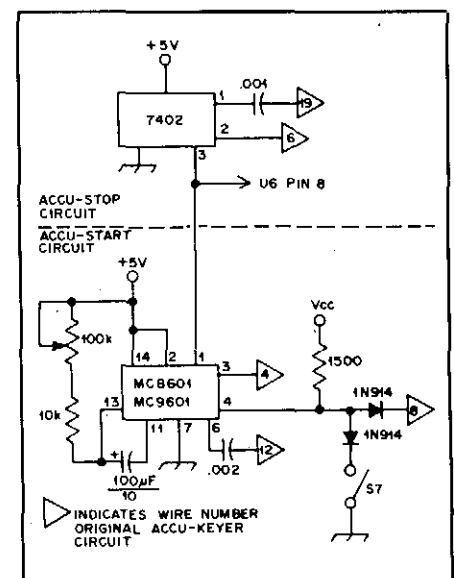 +5V
7402
1
.001
19
2
6
3
U6 PIN 8
ACCU-STOP
CIRCUIT
ACCU-START
CIRCUIT
+5V
Vcc
100k
1500
14
2
1
MC8601
MC9601
3
4
4
1N914
8
10k
13
11
7
6
1N914
+
100µF
10
.002
12
S7
INDICATES WIRE NUMBER
ORIGINAL ACCU-KEYER
CIRCUIT